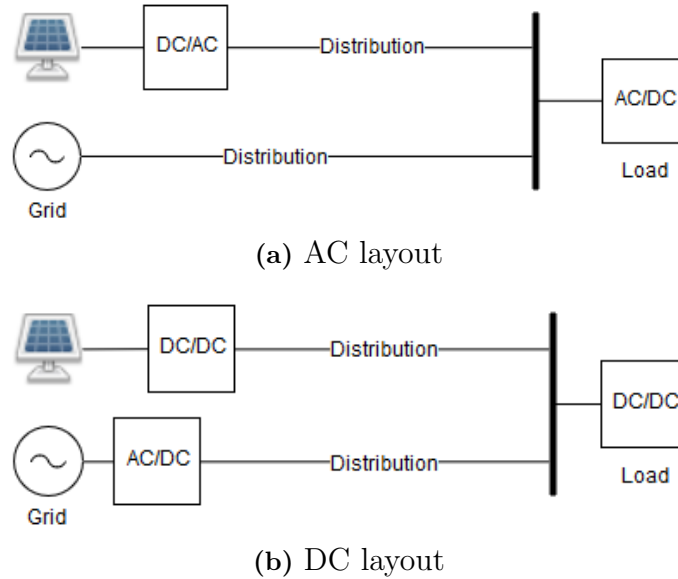 DC/AC
Distribution
AC/DC
Distribution
Load
Grid
(a) AC layout
DC/DC
Distribution
DC/DC
AC/DC
Distribution
Load
Grid
(b) DC layout